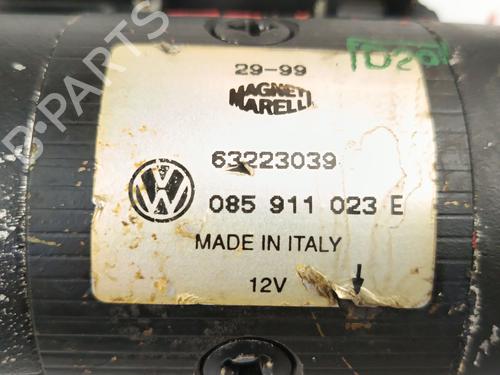 29-99
MAGNETI
MARELLI
63223039
085 911 023 E
MADE IN ITALY
12V
B-PARTS